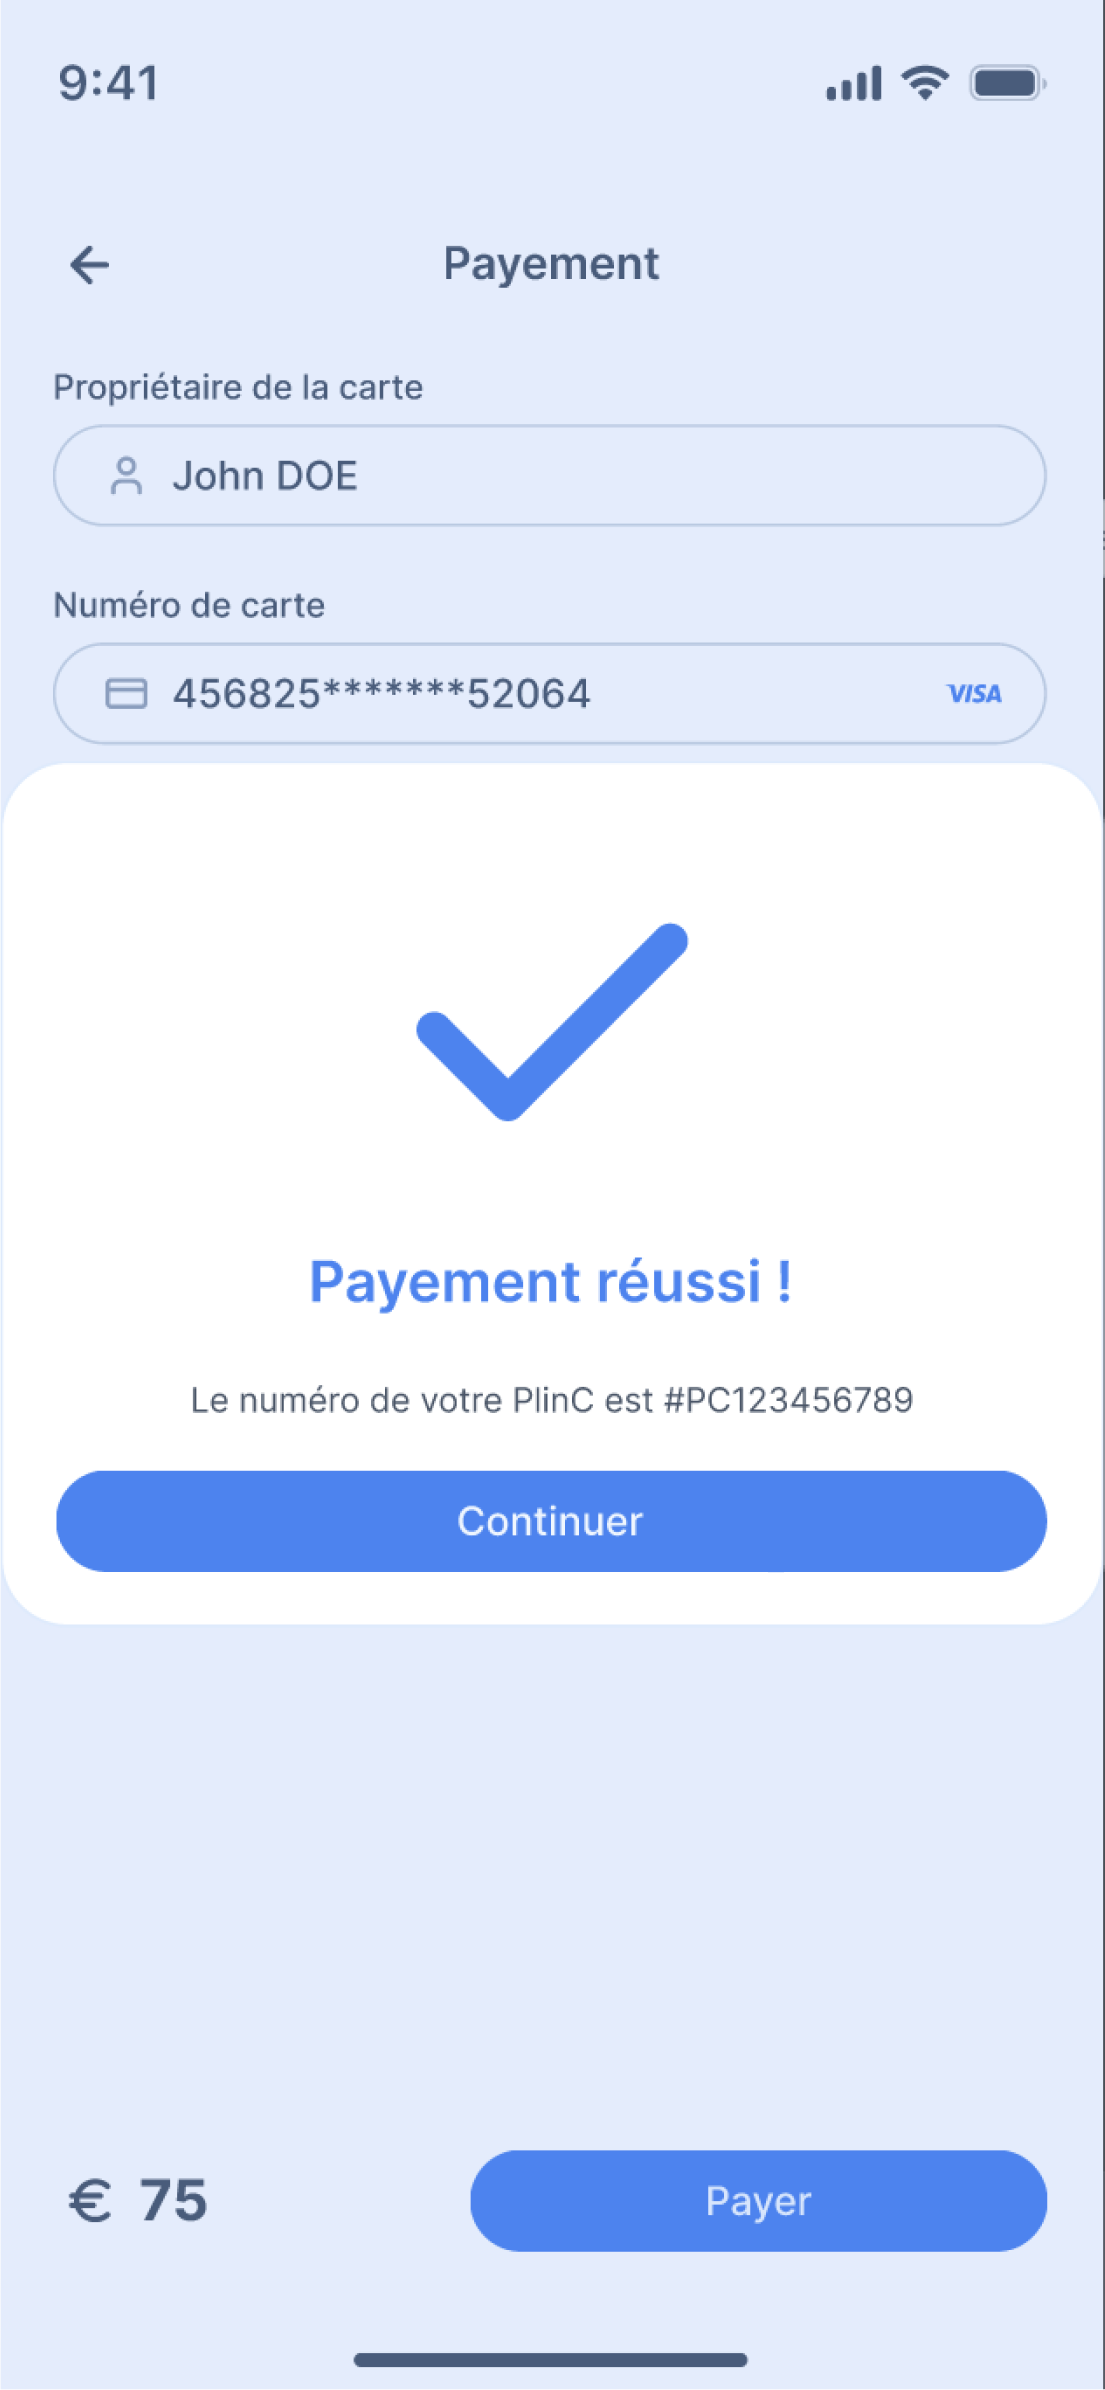 9:41
Payement
Propriétaire de la carte
John DOE
Numéro de carte
456825*******52064 VISA
Payement réussi !
Le numéro de votre PlinC est #PC123456789
Continuer
€ 75 Payer